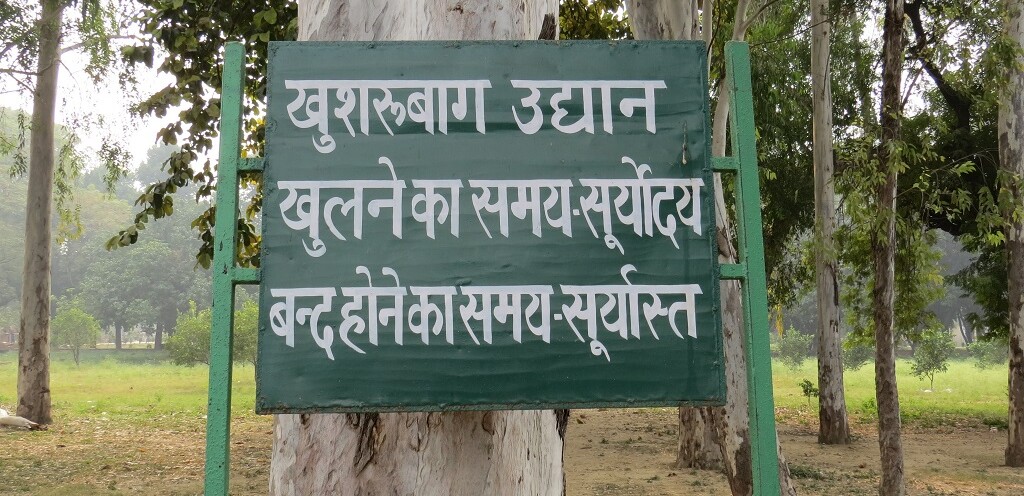 खुशरूबाग उद्यान
खुलने का समय-सूर्योदय
बन्द होने का समय-सूर्यास्त